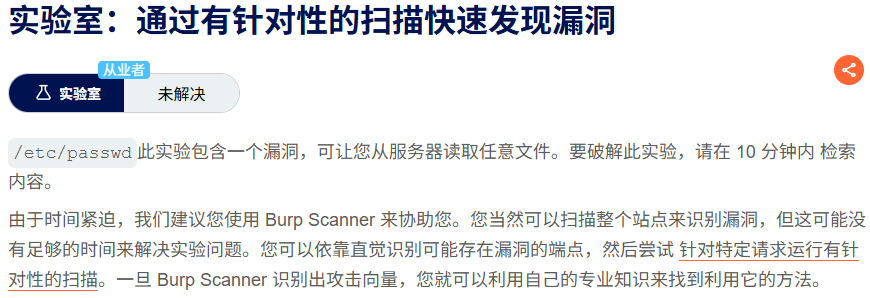 实验室：通过有针对性的扫描快速发现漏洞
从业者
实验室 未解决
/etc/passwd此实验包含一个漏洞，可让您从服务器读取任意文件。要破解此实验，请在 10 分钟内 检索
内容。
由于时间紧迫，我们建议您使用 Burp Scanner 来协助您。您当然可以扫描整个站点来识别漏洞，但这可能没
有足够的时间来解决实验问题。您可以依靠直觉识别可能存在漏洞的端点，然后尝试 针对特定请求运行有针
对性的扫描。一旦 Burp Scanner 识别出攻击向量，您就可以利用自己的专业知识来找到利用它的方法。